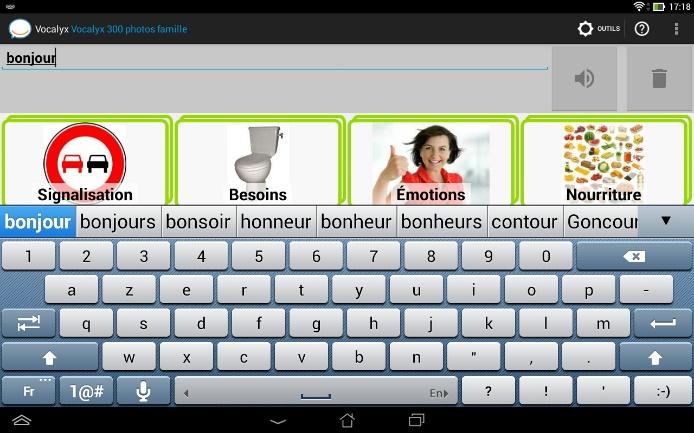 17:18
Vocalyx Vocalyx 300 photos famille OUTILS ?
bonjour
Signalisation Besoins Émotions Nourriture
bonjour bonjours bonsoir honneur bonheur bonheurs contour Goncour
1 2 3 4 5 6 7 8 9 0
a z e r t y u i o p -
q s d f g h j k l m
w x c v b n " , .
Fr ... 1@# En ? ! ' :-)